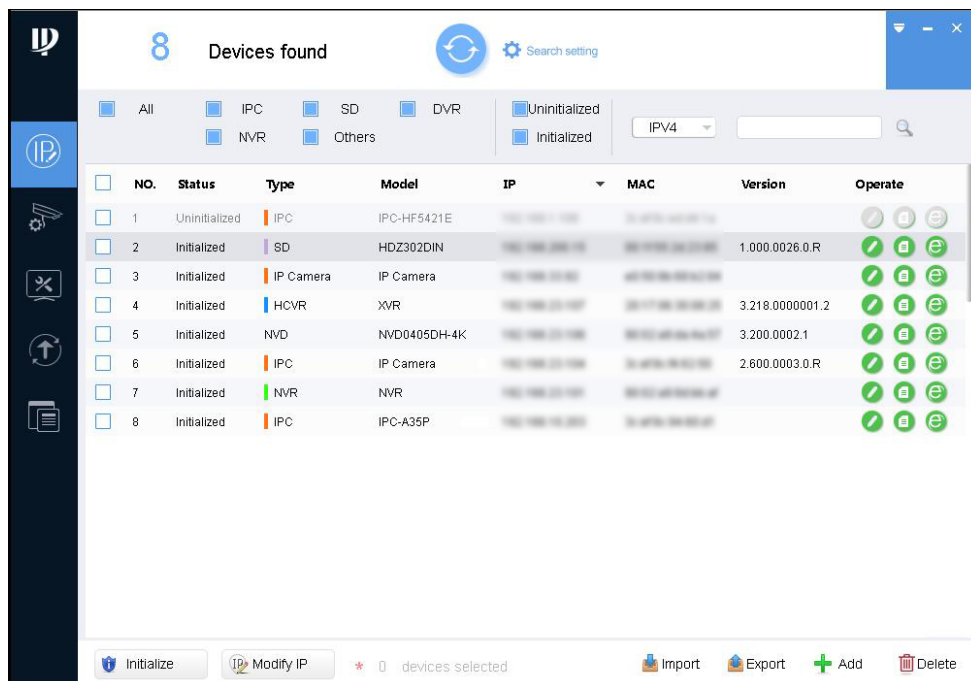 8 Devices found Search setting
All IPC SD DVR Uninitialized
NVR Others Initialized
IPV4
NO. Status Type Model IP MAC Version Operate
1 Uninitialized IPC IPC-HF5421E
2 Initialized SD HDZ302DIN 1.000.0026.0.R
3 Initialized IP Camera IP Camera
4 Initialized HCVR XVR 3.218.0000001.2
5 Initialized NVD NVD0405DH-4K 3.200.0002.1
6 Initialized IPC IP Camera 2.600.0003.0.R
7 Initialized NVR NVR
8 Initialized IPC IPC-A35P
Initialize Modify IP * 0 devices selected Import Export Add Delete